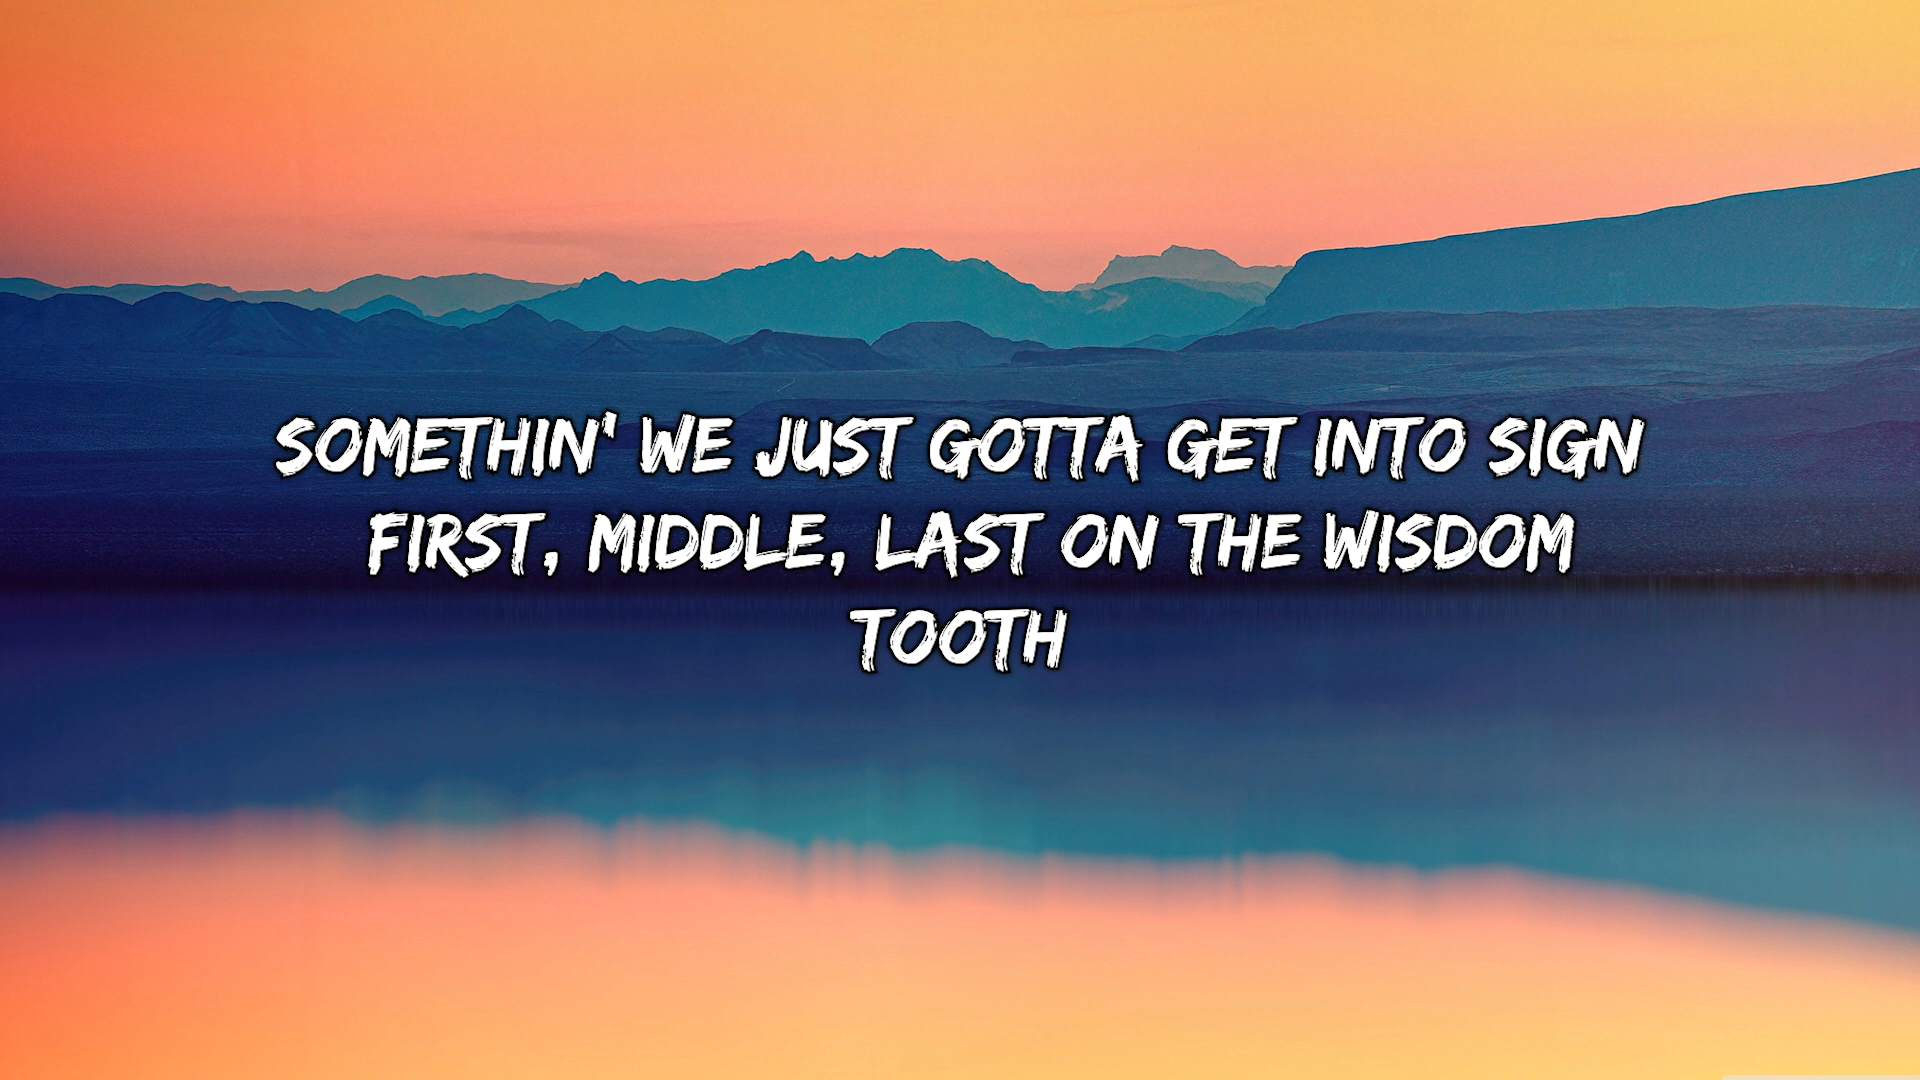 SOMETHIN' WE JUST GOTTA GET INTO SIGN
FIRST, MIDDLE, LAST ON THE WISDOM
TOOTH